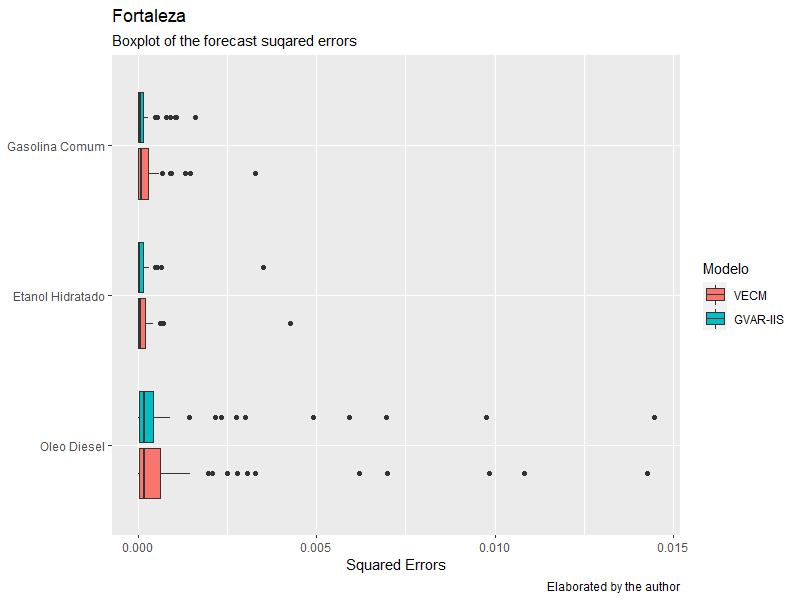 Fortaleza
Boxplot of the forecast suqared errors
Gasolina Comum
Etanol Hidratado
Oleo Diesel
0.000
0.005
0.010
0.015
Squared Errors
Elaborated by the author
Modelo
VECM
GVAR-IIS